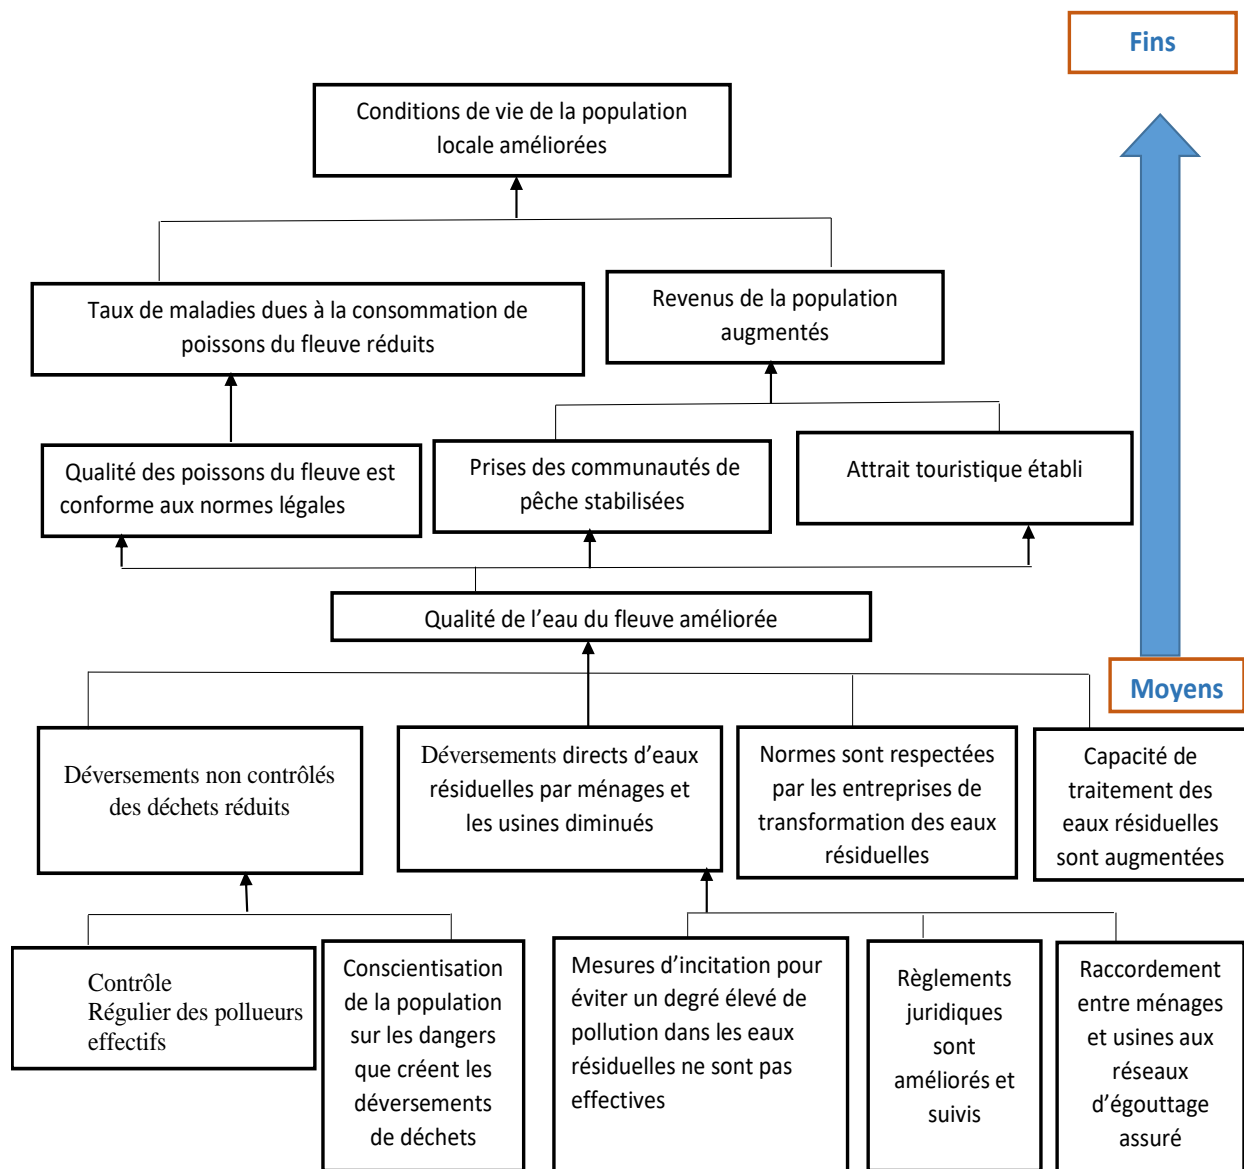 Fins
Conditions de vie de la population
locale améliorées
Taux de maladies dues à la consommation de
poissons du fleuve réduits
Revenus de la population
augmentés
Qualité des poissons du fleuve est
conforme aux normes légales
Prises des communautés de
pêche stabilisées
Attrait touristique établi
Qualité de l’eau du fleuve améliorée
Moyens
Déversements non contrôlés
des déchets réduits
Déversements directs d’eaux
résiduelles par ménages et
les usines diminués
Normes sont respectées
par les entreprises de
transformation des eaux
résiduelles
Capacité de
traitement des
eaux résiduelles
sont augmentées
Contrôle
Régulier des pollueurs
effectifs
Conscientisation
de la population
sur les dangers
que créent les
déversements
de déchets
Mesures d’incitation pour
éviter un degré élevé de
pollution dans les eaux
résiduelles ne sont pas
effectives
Règlements
juridiques
sont
améliorés et
suivis
Raccordement
entre ménages
et usines aux
réseaux
d’égouttage
assuré